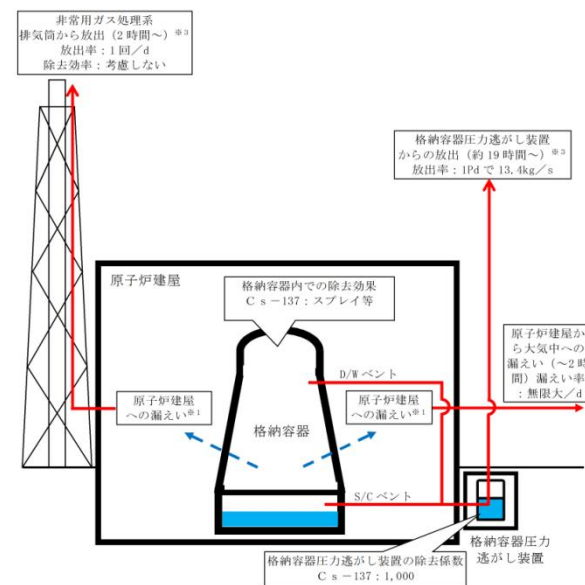 非常用ガス処理系
排気筒から放出（2時間～）※3
放出率：1回／d
除去効率：考慮しない
格納容器圧力逃がし装置
からの放出（約19時間～）※3
放出率：1Pdで13.4kg／s
原子炉建屋
格納容器内での除去効果
Ｃｓ－137：スプレイ等
原子炉建屋か
ら大気中への
漏えい（～2時
間）漏えい率
：無限大／d
D/Wベント
原子炉建屋
への漏えい※1
原子炉建屋
への漏えい※1
格納容器
S/Cベント
格納容器圧力
逃がし装置
格納容器圧力逃がし装置の除去係数
Ｃｓ－137：1,000